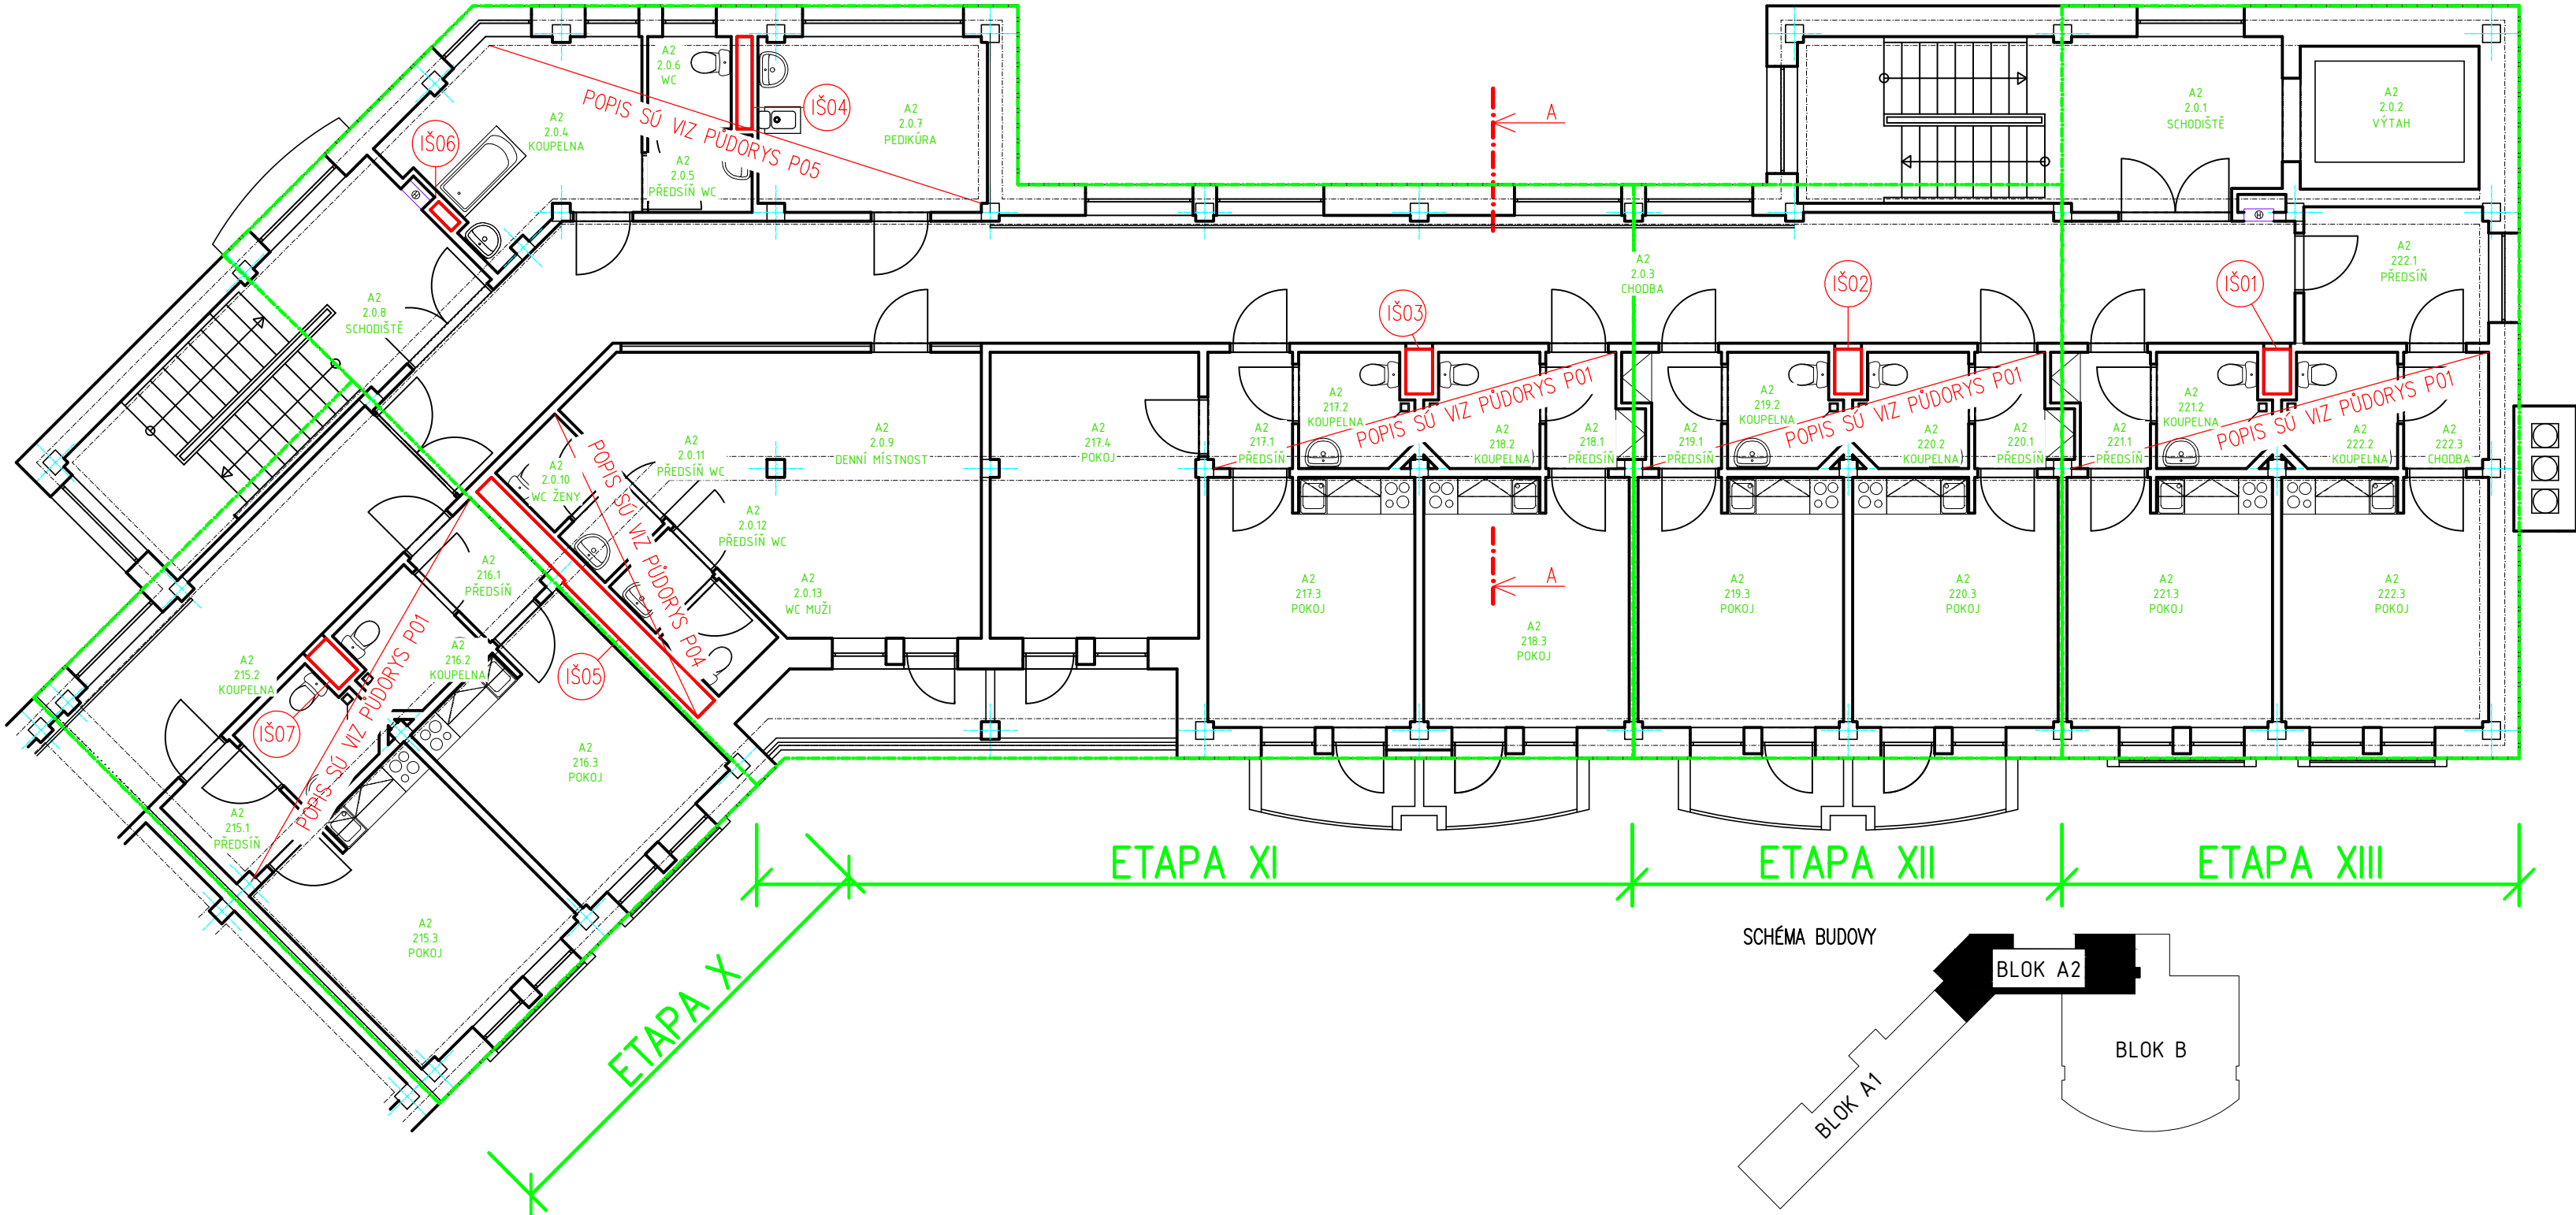 A2
2.0.6
WC
IŠ04
A2
2.0.7
PEDIKÚRA
A2
2.0.4
KOUPELNA
POPIS SÚ VIZ PŮDORYS P05
IŠ06
A2
2.0.5
PŘEDSÍŇ WC
A
A2
2.0.1
SCHODIŠTĚ
A2
2.0.2
VÝTAH
A2
2.0.8
SCHODIŠTĚ
A2
2.0.3
CHODBA
IŠ03
IŠ02
IŠ01
A2
222.1
PŘEDSÍŇ
A2
2.0.10
WC ŽENY
A2
2.0.11
PŘEDSÍŇ WC
A2
2.0.9
DENNÍ MÍSTNOST
A2
217.4
POKOJ
A2
217.1
PŘEDSÍŇ
A2
217.2
KOUPELNA
POPIS SÚ VIZ PŮDORYS P01
A2
218.2
KOUPELNA
A2
218.1
PŘEDSÍŇ
A2
219.1
PŘEDSÍŇ
A2
219.2
KOUPELNA
POPIS SÚ VIZ PŮDORYS P01
A2
220.2
KOUPELNA
A2
220.1
PŘEDSÍŇ
A2
221.1
PŘEDSÍŇ
A2
221.2
KOUPELNA
POPIS SÚ VIZ PŮDORYS P01
A2
222.2
KOUPELNA
A2
222.3
CHODBA
A2
2.0.12
PŘEDSÍŇ WC
A2
2.0.13
WC MUŽI
POPIS SÚ VIZ PŮDORYS P04
IŠ05
A2
216.1
PŘEDSÍŇ
A2
216.2
KOUPELNA
A2
215.2
KOUPELNA
POPIS SÚ VIZ PŮDORYS P01
IŠ07
A2
216.3
POKOJ
A2
215.1
PŘEDSÍŇ
A2
215.3
POKOJ
A2
217.3
POKOJ
A
A2
218.3
POKOJ
A2
219.3
POKOJ
A2
220.3
POKOJ
A2
221.3
POKOJ
A2
222.3
POKOJ
ETAPA X
ETAPA XI
ETAPA XII
ETAPA XIII
SCHÉMA BUDOVY
BLOK A2
BLOK B
BLOK A1